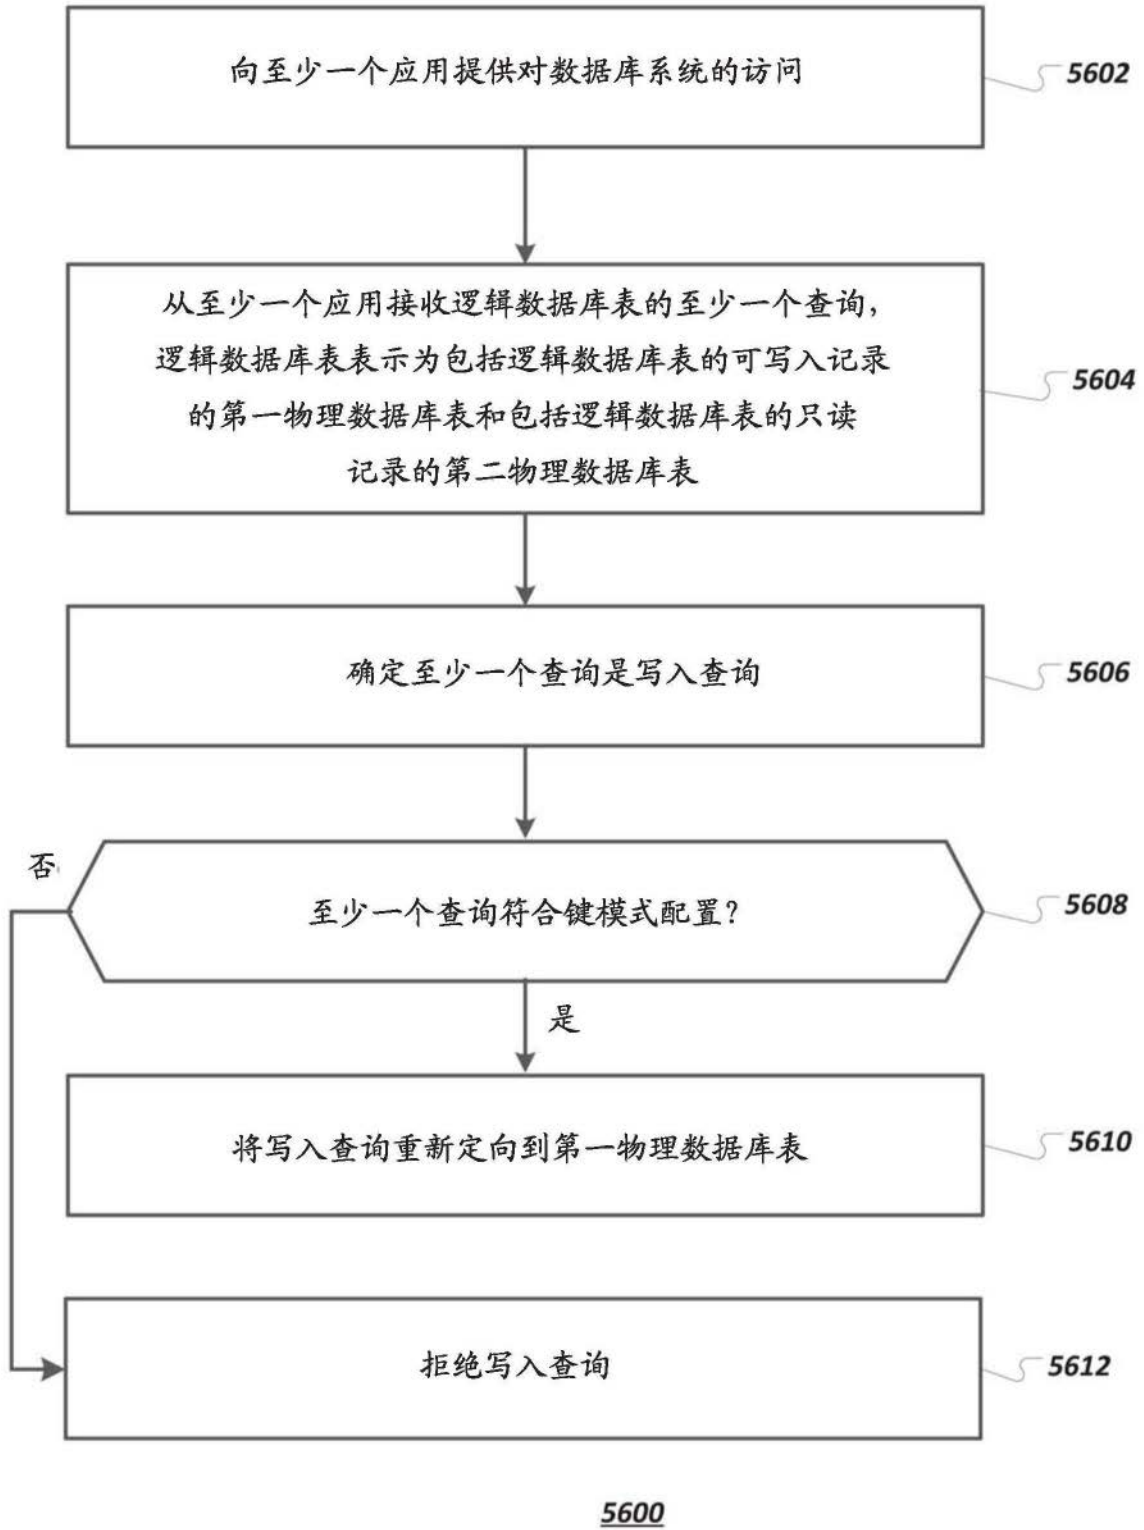 向至少一个应用提供对数据库系统的访问
5602
从至少一个应用接收逻辑数据库表的至少一个查询，
逻辑数据库表表示为包括逻辑数据库表的可写入记录
的第一物理数据库表和包括逻辑数据库表的只读
记录的第二物理数据库表
5604
确定至少一个查询是写入查询
5606
否
至少一个查询符合键模式配置？
5608
是
将写入查询重新定向到第一物理数据库表
5610
拒绝写入查询
5612
5600